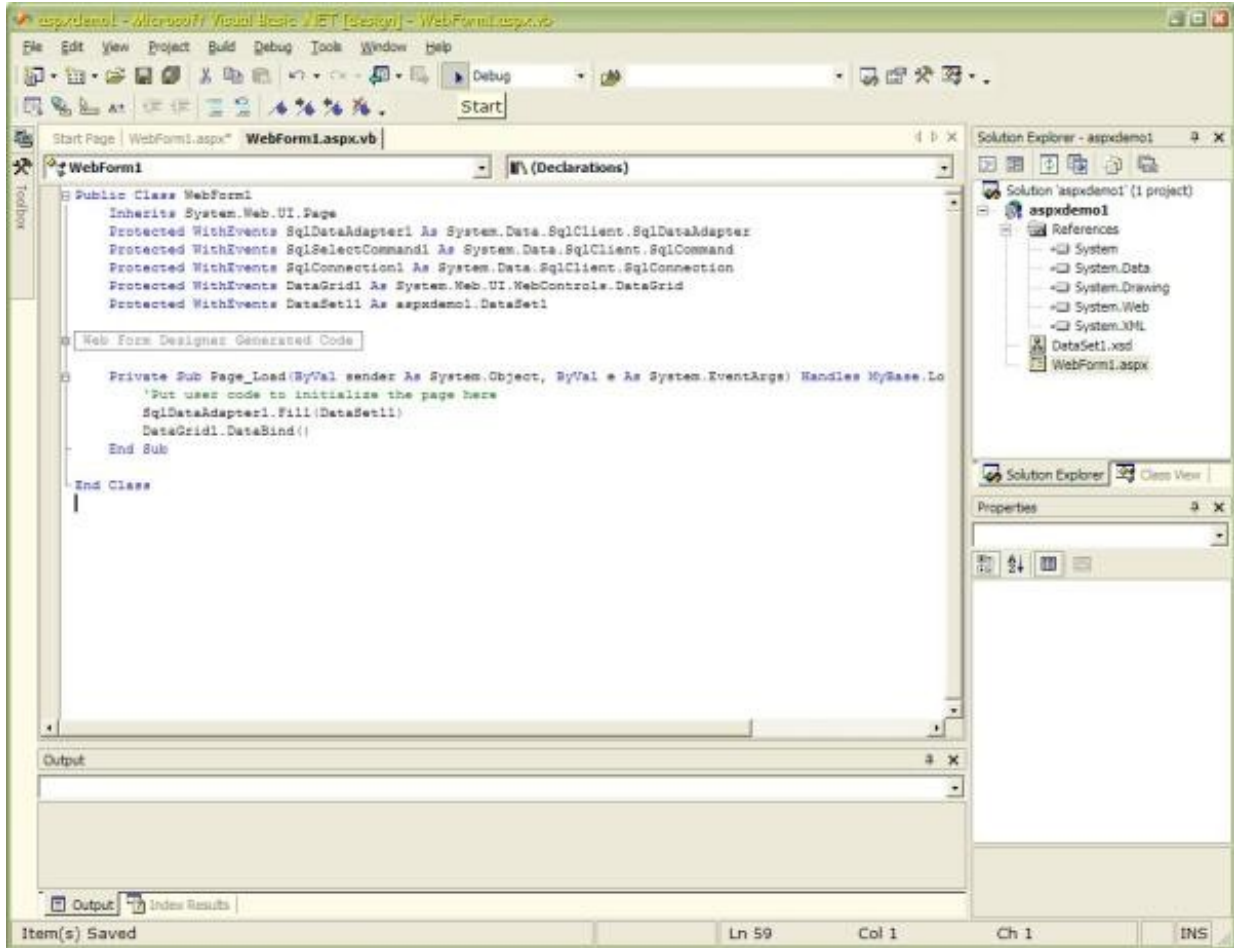 aspxdemo1 - Microsoft Visual Basic .NET [design] - WebForm1.aspx.vb
File Edit View Project Build Debug Tools Window Help
Debug
Start
Start Page WebForm1.aspx* WebForm1.aspx.vb
WebForm1 (Declarations)
Toolbox
Public Class WebForm1
Inherits System.Web.UI.Page
Protected WithEvents SqlDataAdapter1 As System.Data.SqlClient.SqlDataAdapter
Protected WithEvents SqlSelectCommand1 As System.Data.SqlClient.SqlCommand
Protected WithEvents SqlConnection1 As System.Data.SqlClient.SqlConnection
Protected WithEvents DataGrid1 As System.Web.UI.WebControls.DataGrid
Protected WithEvents DataSet11 As aspxdemo1.DataSet1
Web Form Designer Generated Code
Private Sub Page_Load(ByVal sender As System.Object, ByVal e As System.EventArgs) Handles MyBase.Lo
'Put user code to initialize the page here
SqlDataAdapter1.Fill(DataSet11)
DataGrid1.DataBind()
End Sub
End Class
Solution Explorer - aspxdemo1
Solution 'aspxdemo1' (1 project)
aspxdemo1
References
System
System.Data
System.Drawing
System.Web
System.XML
DataSet1.xsd
WebForm1.aspx
Solution Explorer Class View
Properties
Output
Output Index Results
Item(s) Saved Ln 59 Col 1 Ch 1 INS